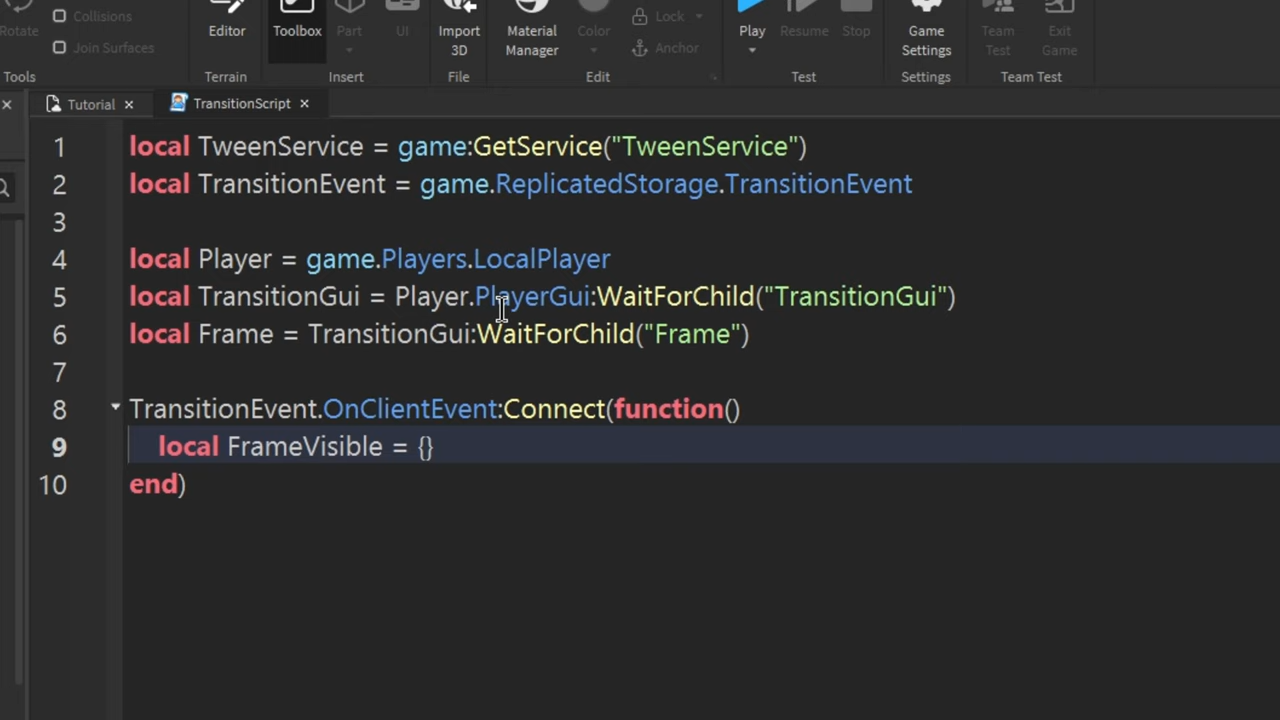 Rotate
Collisions
Join Surfaces
Tools
Editor
Terrain
Toolbox
Part
UI
Insert
Import
3D
File
Material
Manager
Color
Lock
Anchor
Edit
Play
Resume
Stop
Test
Game
Settings
Settings
Team
Test
Exit
Game
Team Test
Tutorial
TransitionScript
1 local TweenService = game:GetService("TweenService")
2 local TransitionEvent = game.ReplicatedStorage.TransitionEvent
3
4 local Player = game.Players.LocalPlayer
5 local TransitionGui = Player.PlayerGui:WaitForChild("TransitionGui")
6 local Frame = TransitionGui:WaitForChild("Frame")
7
8 TransitionEvent.OnClientEvent:Connect(function()
9 local FrameVisible = {}
10 end)